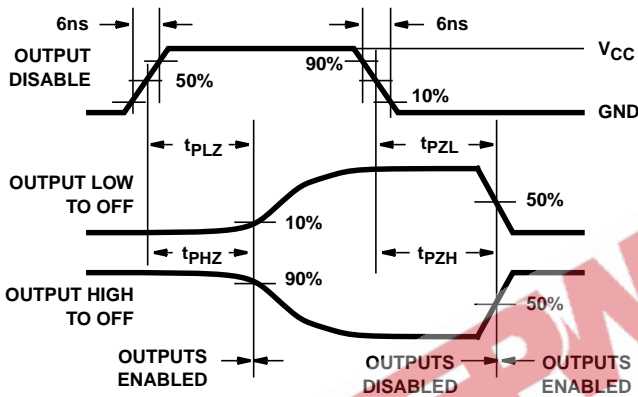 6ns
6ns
OUTPUT
DISABLE
50%
90%
10%
VCC
GND
tPLZ
tPZL
OUTPUT LOW
TO OFF
10%
50%
tPHZ
tPZH
OUTPUT HIGH
TO OFF
90%
50%
OUTPUTS
ENABLED
OUTPUTS
DISABLED
OUTPUTS
ENABLED